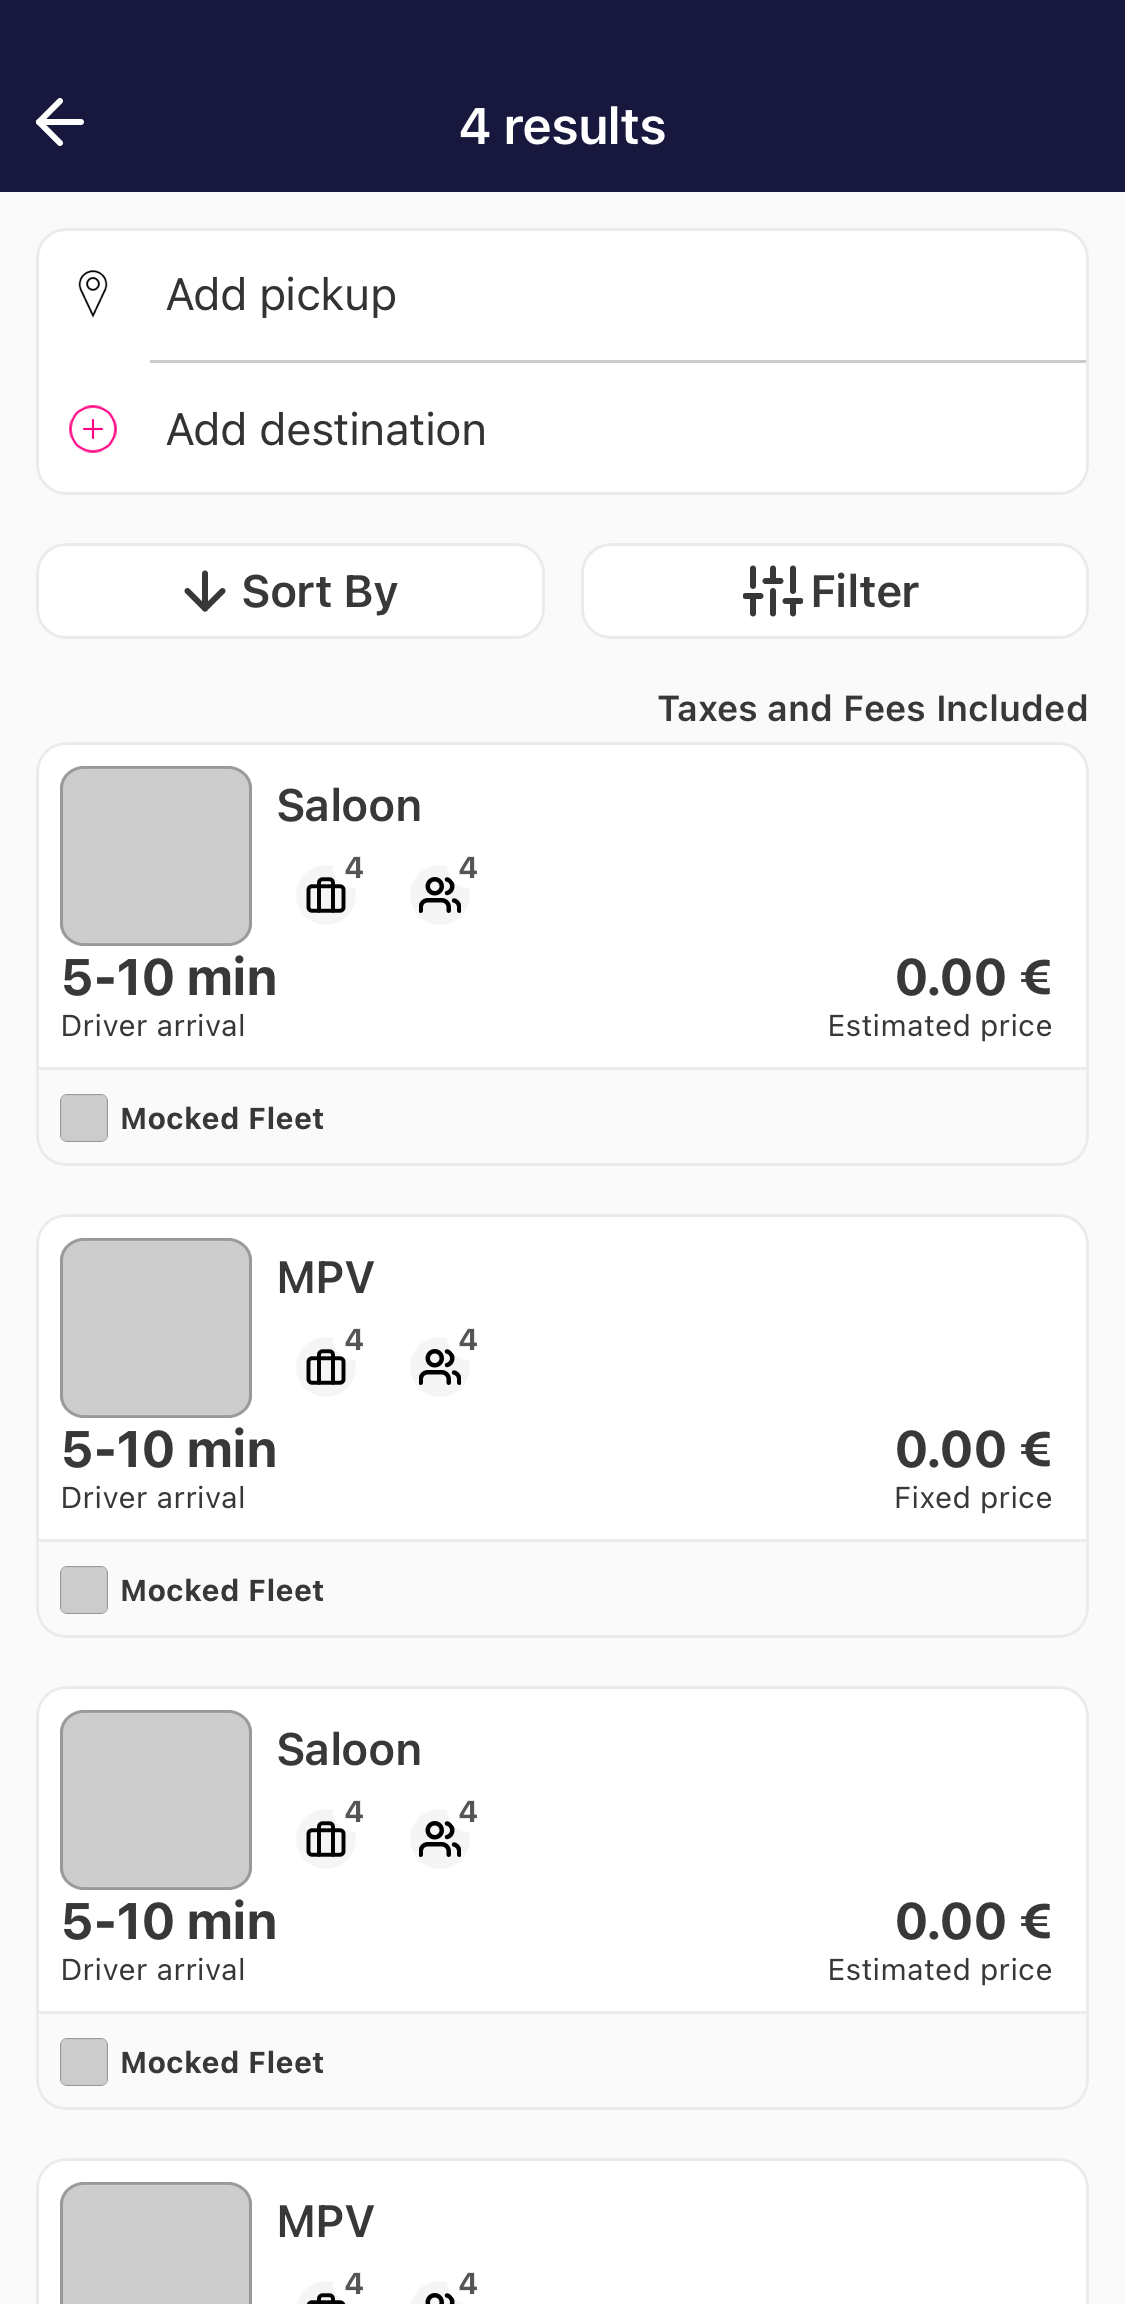 4 results
Add pickup
Add destination
Sort By
Filter
Taxes and Fees Included
Saloon
4 4
5-10 min 0.00 €
Driver arrival Estimated price
Mocked Fleet
MPV
4 4
5-10 min 0.00 €
Driver arrival Fixed price
Mocked Fleet
Saloon
4 4
5-10 min 0.00 €
Driver arrival Estimated price
Mocked Fleet
MPV
4 4